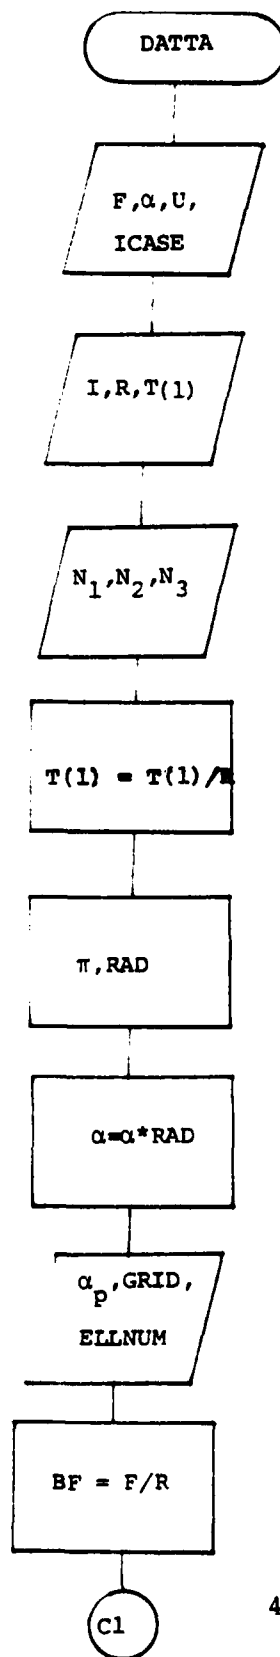 DATTA
F,α,U,
ICASE
I,R,T(1)
N₁,N₂,N₃
T(1) = T(1)/R
π,RAD
α=α*RAD
αₚ,GRID,
ELLNUM
BF = F/R
C1
4